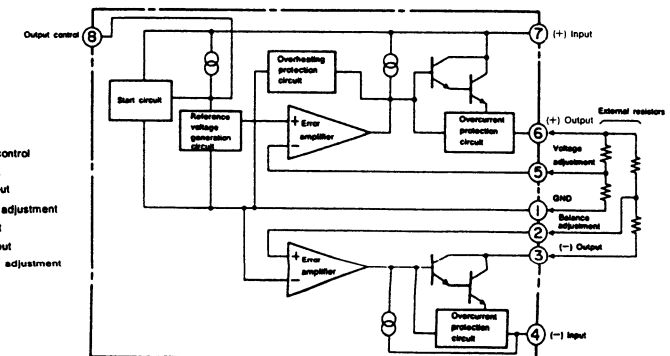 Output control
8
7
(+) Input
Start circuit
Overheating
protection
circuit
Reference
voltage
generation
circuit
+ Error
amplifier
−
Overcurrent
protection
circuit
6
(+) Output
External resistors
Voltage
adjustment
5
GND
1
Balance
adjustment
2
3
(−) Output
+ Error
amplifier
−
Overcurrent
protection
circuit
4
(−) Input
control
adjustment
adjustment